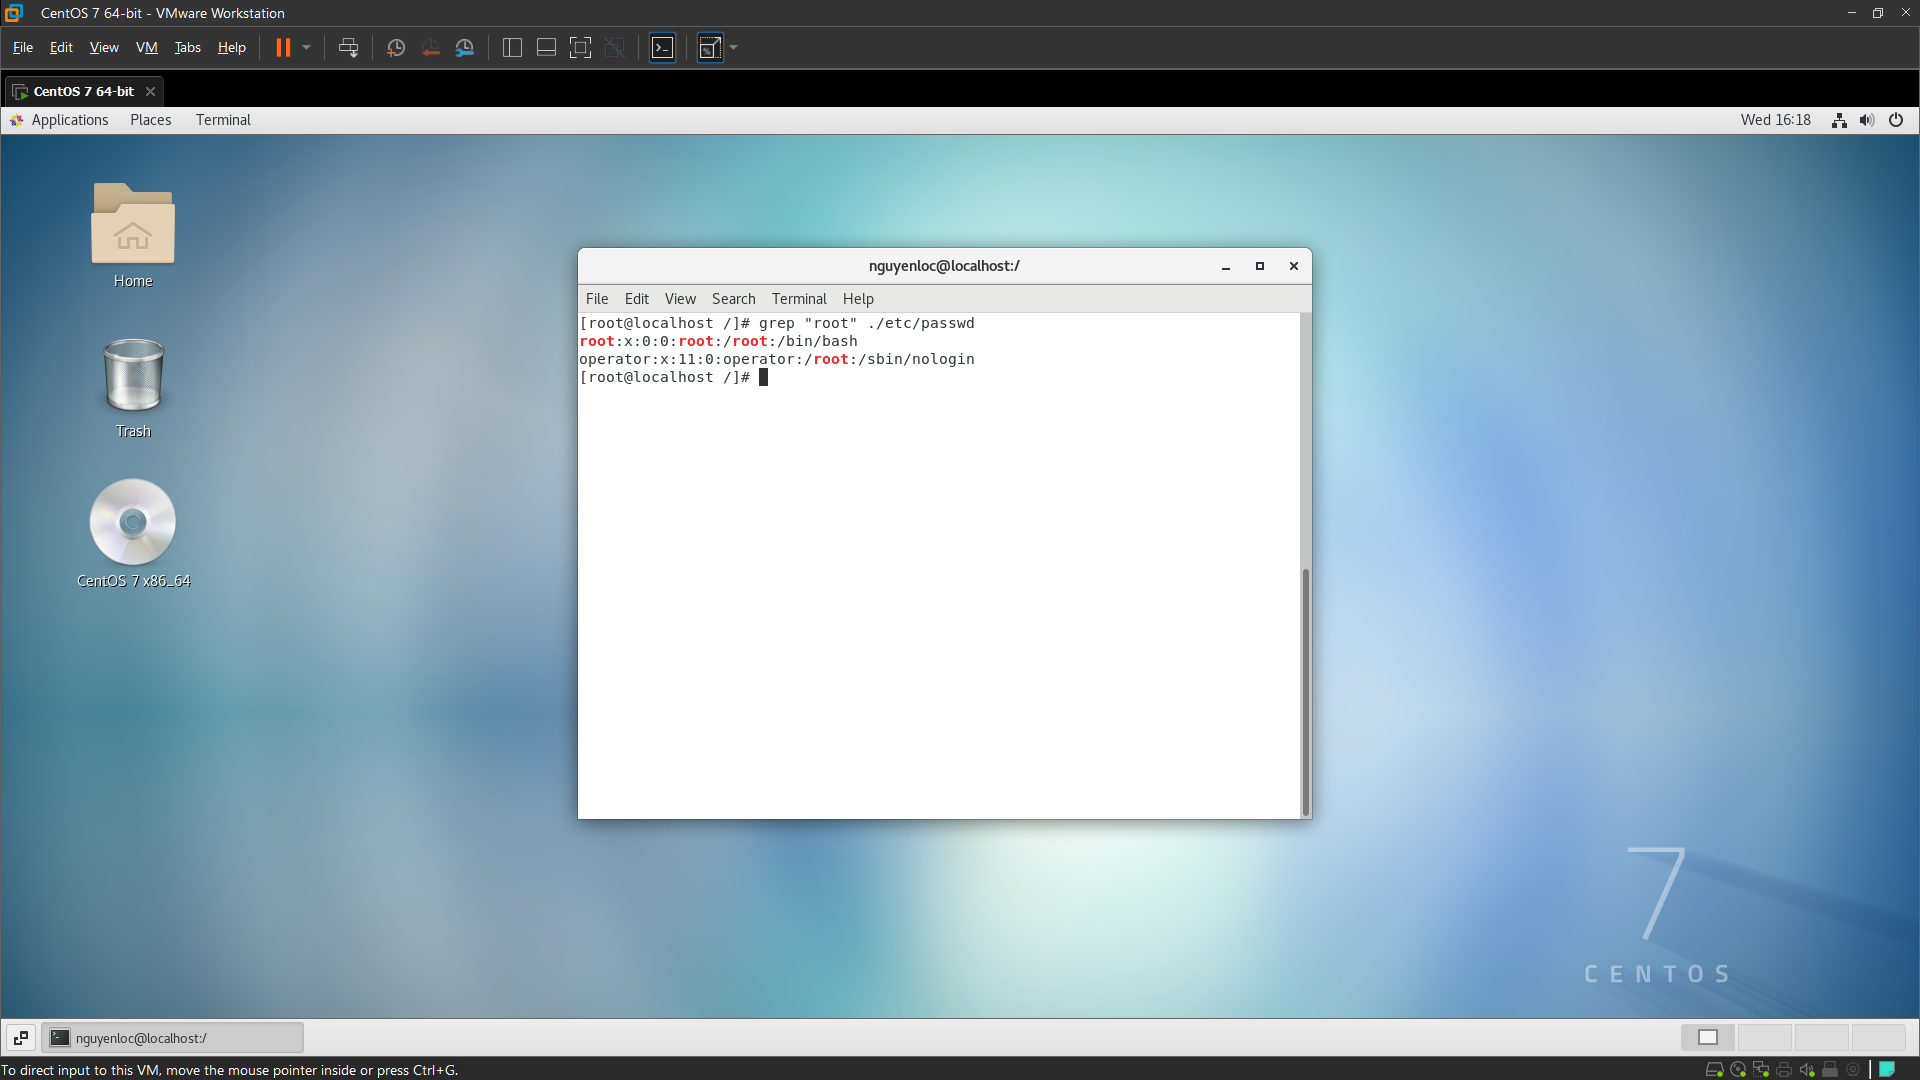 CentOS 7 64-bit - VMware Workstation
File Edit View VM Tabs Help
CentOS 7 64-bit
Applications Places Terminal Wed 16:18
Home
Trash
CentOS 7 x86_64
nguyenloc@localhost:/
File Edit View Search Terminal Help
[root@localhost /]# grep "root" ./etc/passwd
root:x:0:0:root:/root:/bin/bash
operator:x:11:0:operator:/root:/sbin/nologin
[root@localhost /]#
7
CENTOS
nguyenloc@localhost:/
To direct input to this VM, move the mouse pointer inside or press Ctrl+G.